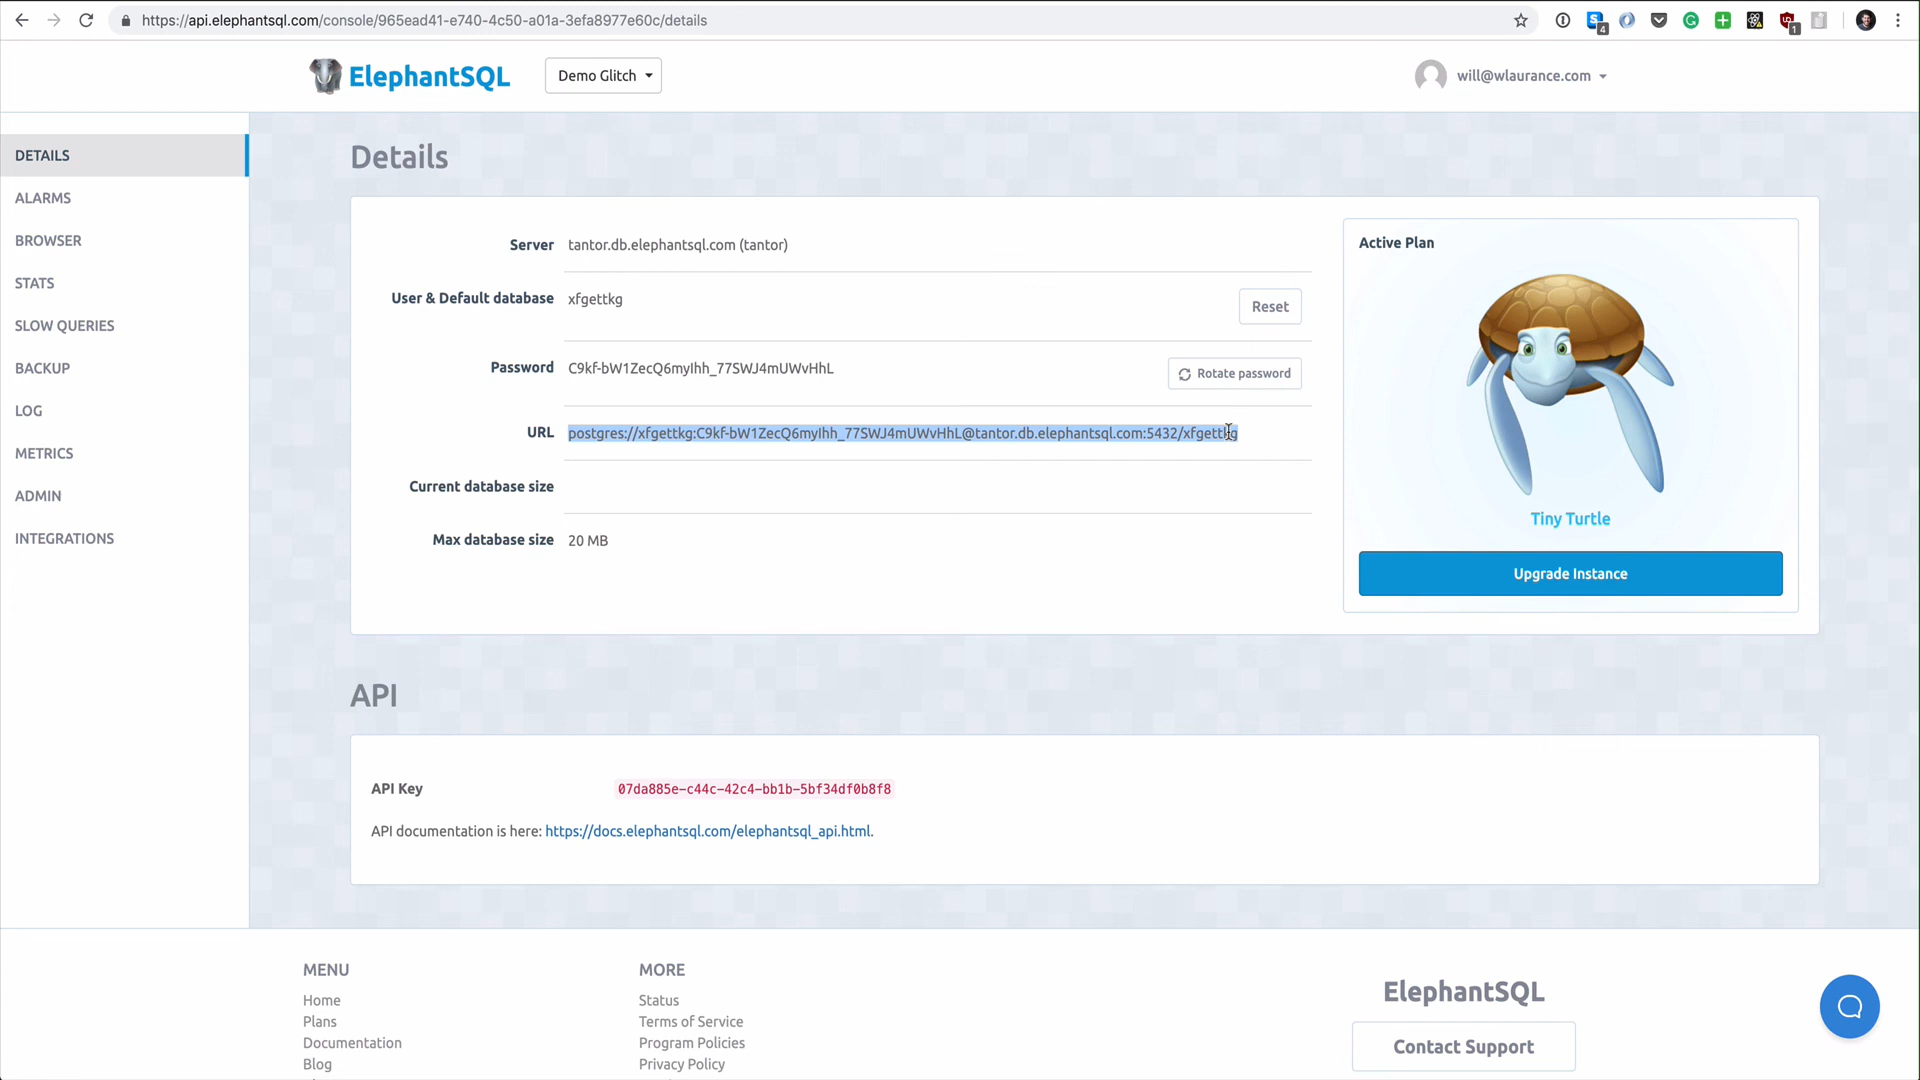 https://api.elephantsql.com/console/965ead41-e740-4c50-a01a-3efa8977e60c/details
4
1
ElephantSQL
Demo Glitch
will@wlaurance.com
DETAILS
ALARMS
BROWSER
STATS
SLOW QUERIES
BACKUP
LOG
METRICS
ADMIN
INTEGRATIONS
Details
Server tantor.db.elephantsql.com (tantor)
User & Default database xfgettkg
Reset
Password C9kf-bW1ZecQ6myIhh_77SWJ4mUWvHhL
Rotate password
URL postgres://xfgettkg:C9kf-bW1ZecQ6myIhh_77SWJ4mUWvHhL@tantor.db.elephantsql.com:5432/xfgettkg
Current database size
Max database size 20 MB
Active Plan
Tiny Turtle
Upgrade Instance
API
API Key 07da885e-c44c-42c4-bb1b-5bf34df0b8f8
API documentation is here: https://docs.elephantsql.com/elephantsql_api.html.
MENU
Home
Plans
Documentation
Blog
MORE
Status
Terms of Service
Program Policies
Privacy Policy
ElephantSQL
Contact Support